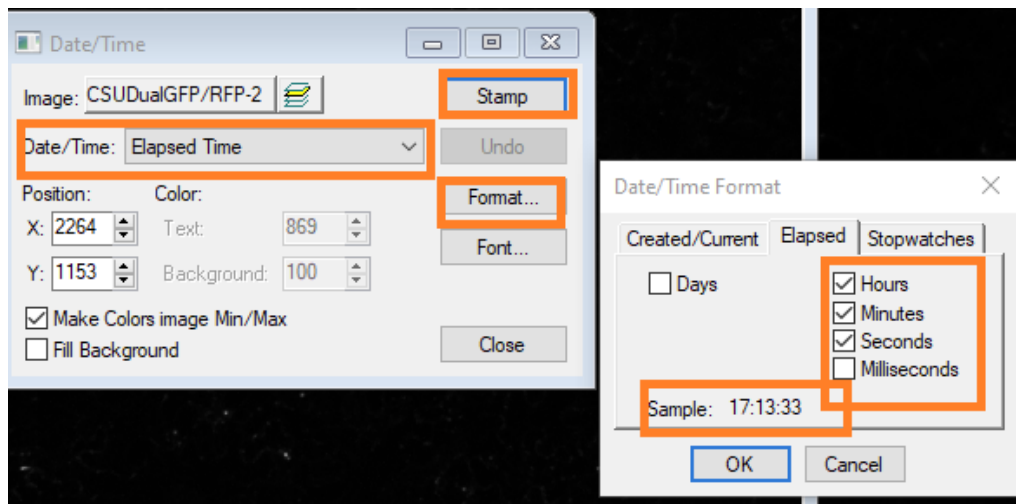 Date/Time
Image: CSUDualGFP/RFP-2
Stamp
Date/Time: Elapsed Time
Undo
Position: Color:
Format...
X: 2264 Text: 869
Font...
Y: 1153 Background: 100
Make Colors image Min/Max
Fill Background
Close
Date/Time Format
Created/Current Elapsed Stopwatches
Days Hours
Minutes
Seconds
Milliseconds
Sample: 17:13:33
OK Cancel